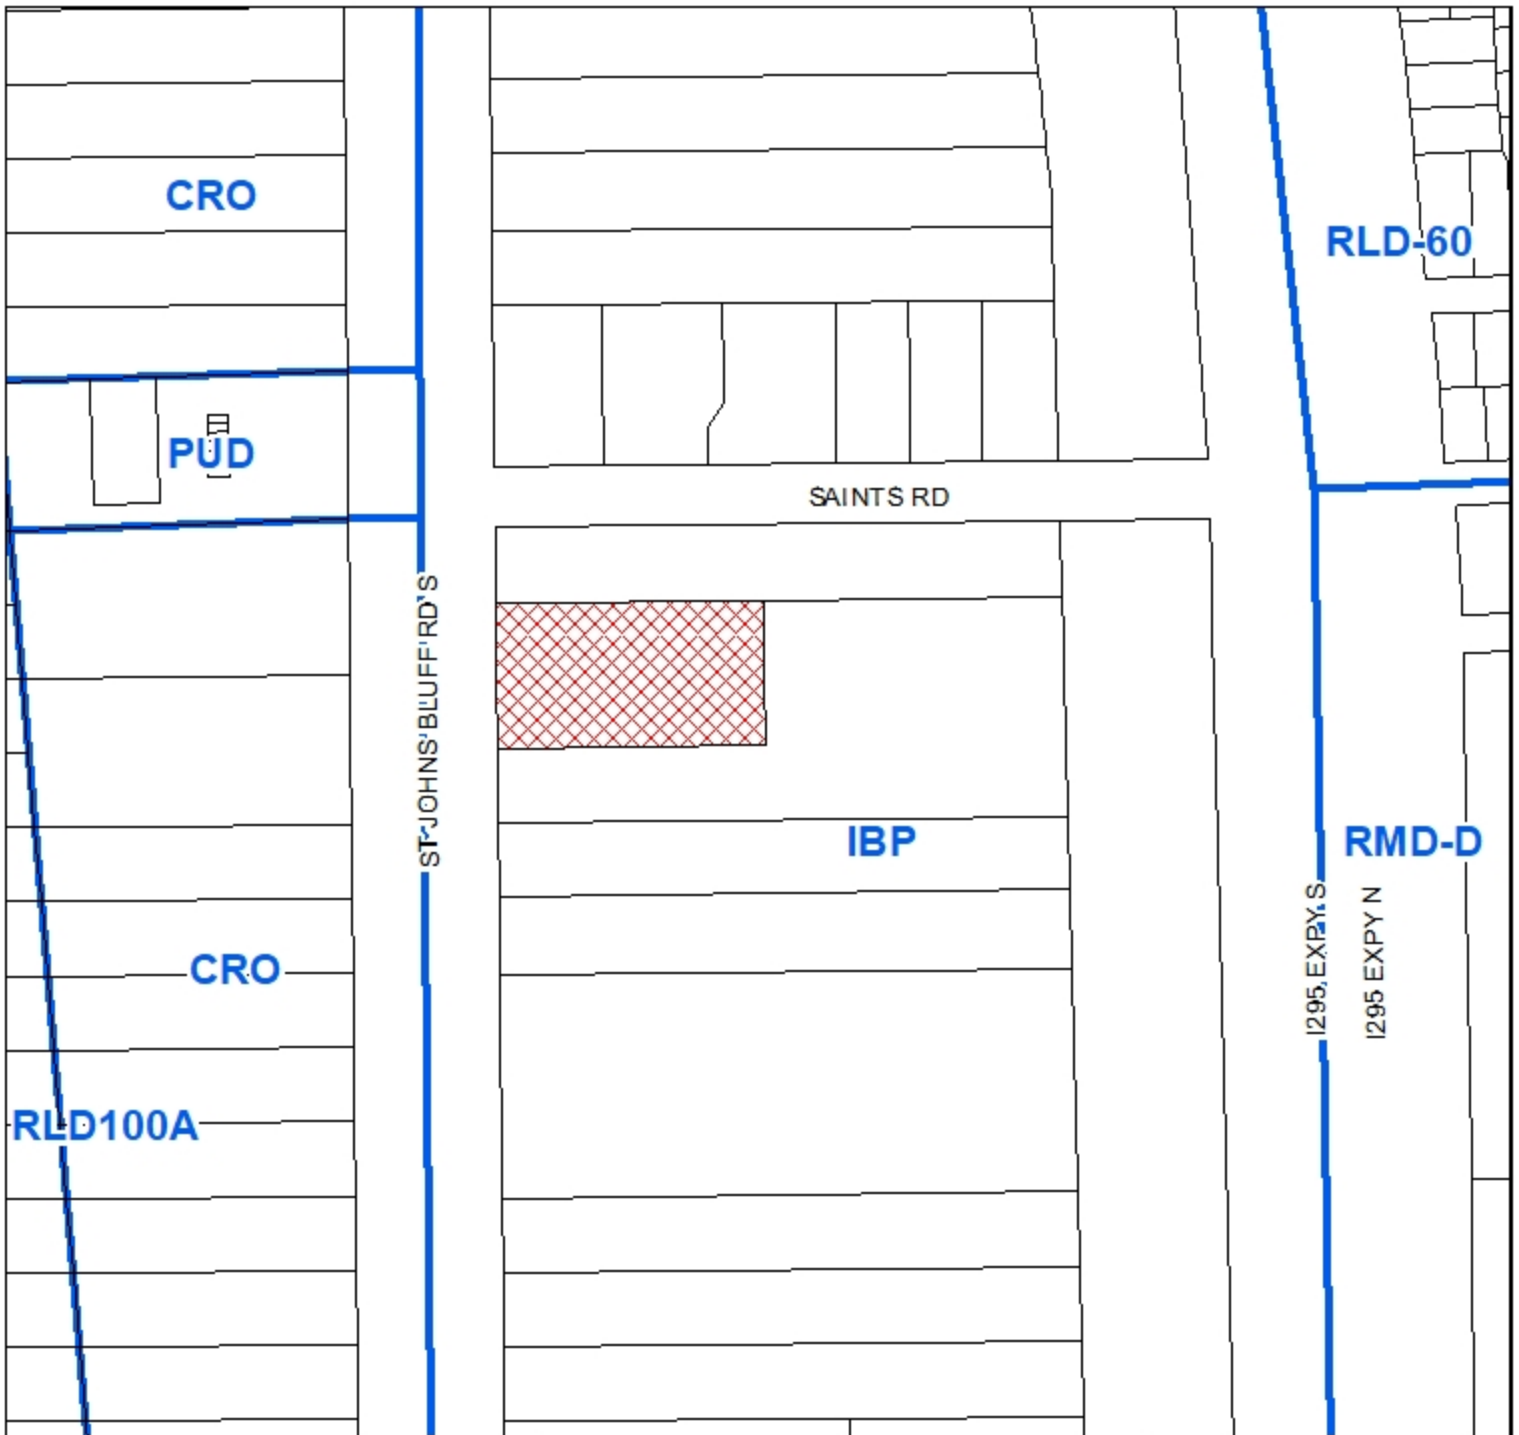 CRO
RLD-60
PUD
SAINTS RD
ST JOHNS BLUFF RD S
IBP
RMD-D
I295 EXPY S
I295 EXPY N
CRO
RLD100A